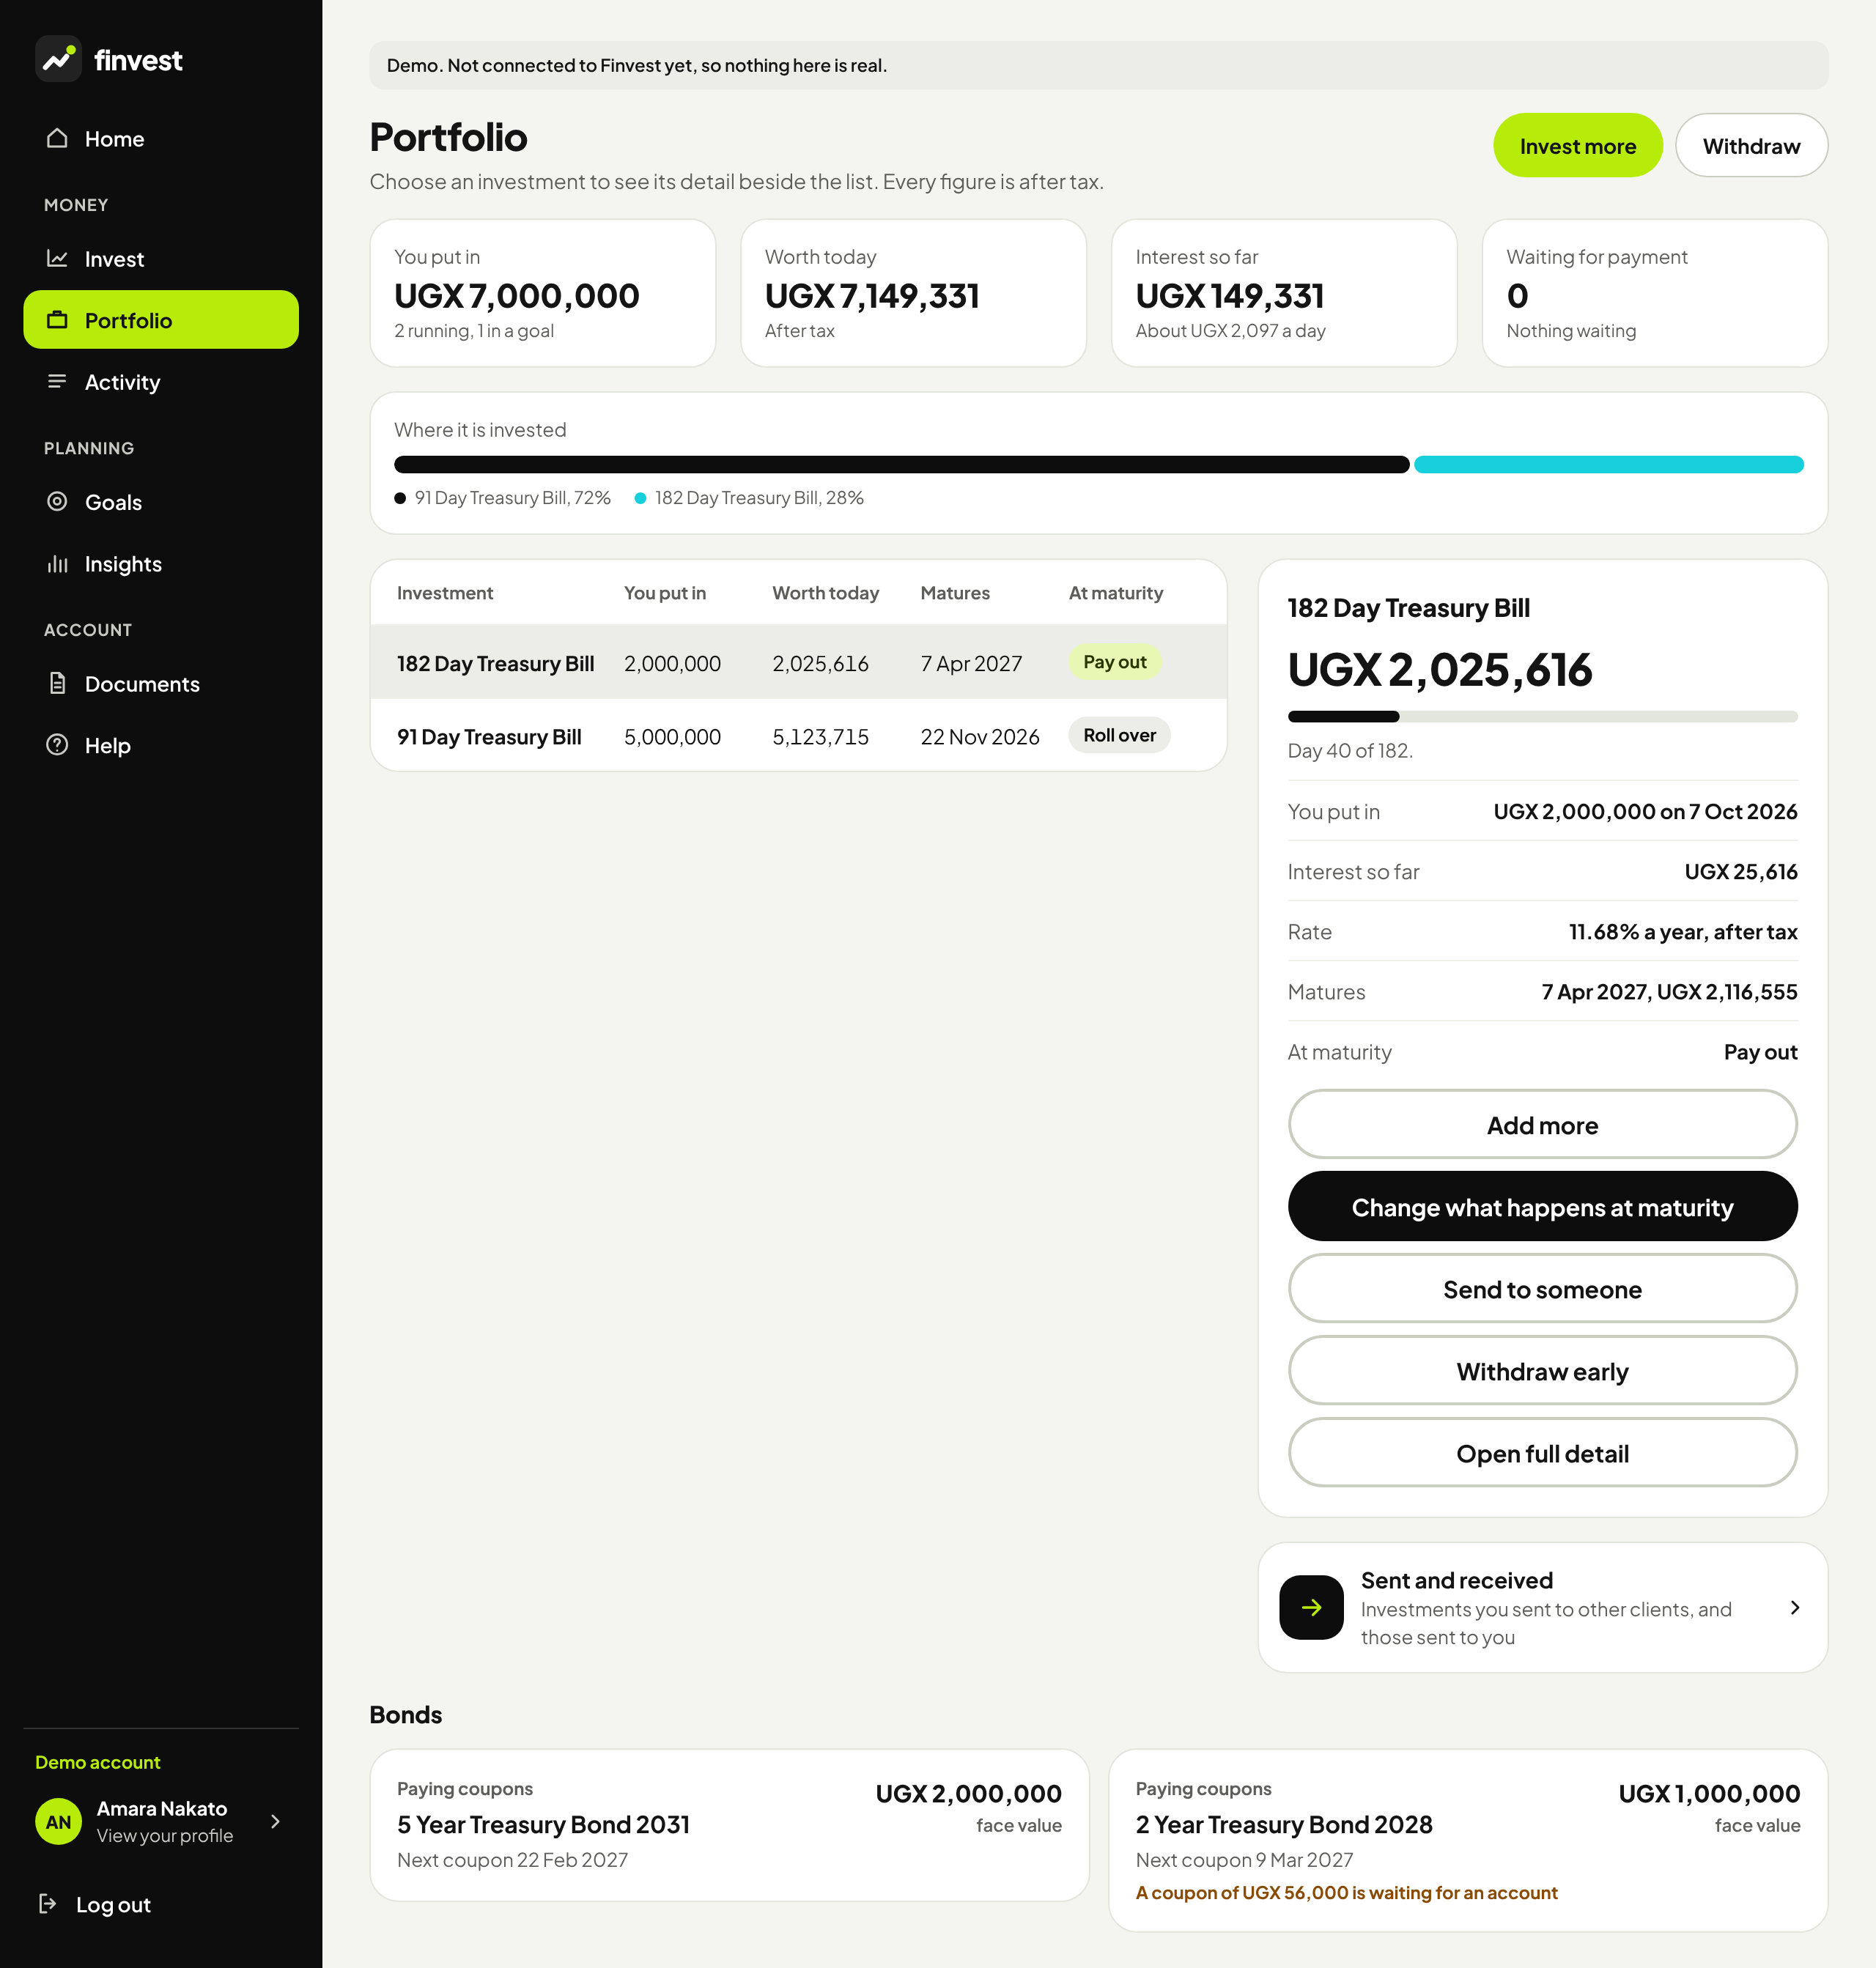 finvest
Home
MONEY
Invest
Portfolio
Activity
PLANNING
Goals
Insights
ACCOUNT
Documents
Help
Demo account
AN
Amara Nakato
View your profile
Log out
Demo. Not connected to Finvest yet, so nothing here is real.
Portfolio
Choose an investment to see its detail beside the list. Every figure is after tax.
Invest more
Withdraw
You put in
UGX 7,000,000
2 running, 1 in a goal
Worth today
UGX 7,149,331
After tax
Interest so far
UGX 149,331
About UGX 2,097 a day
Waiting for payment
0
Nothing waiting
Where it is invested
91 Day Treasury Bill, 72%
182 Day Treasury Bill, 28%
Investment You put in Worth today Matures At maturity
182 Day Treasury Bill 2,000,000 2,025,616 7 Apr 2027 Pay out
91 Day Treasury Bill 5,000,000 5,123,715 22 Nov 2026 Roll over
182 Day Treasury Bill
UGX 2,025,616
Day 40 of 182.
You put in UGX 2,000,000 on 7 Oct 2026
Interest so far UGX 25,616
Rate 11.68% a year, after tax
Matures 7 Apr 2027, UGX 2,116,555
At maturity Pay out
Add more
Change what happens at maturity
Send to someone
Withdraw early
Open full detail
Sent and received
Investments you sent to other clients, and
those sent to you
Bonds
Paying coupons
5 Year Treasury Bond 2031
Next coupon 22 Feb 2027
UGX 2,000,000
face value
Paying coupons
2 Year Treasury Bond 2028
Next coupon 9 Mar 2027
A coupon of UGX 56,000 is waiting for an account
UGX 1,000,000
face value